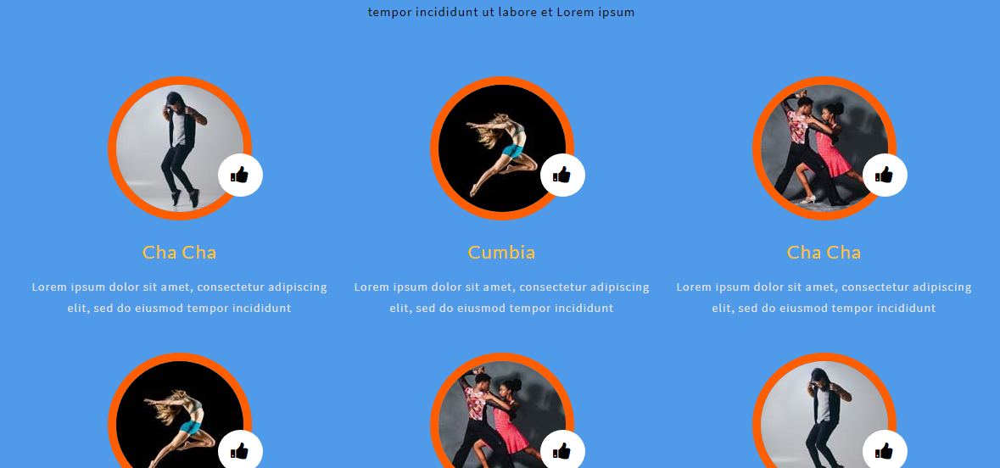 tempor incididunt ut labore et Lorem ipsum
Cha Cha
Lorem ipsum dolor sit amet, consectetur adipiscing
elit, sed do eiusmod tempor incididunt
Cumbia
Lorem ipsum dolor sit amet, consectetur adipiscing
elit, sed do eiusmod tempor incididunt
Cha Cha
Lorem ipsum dolor sit amet, consectetur adipiscing
elit, sed do eiusmod tempor incididunt